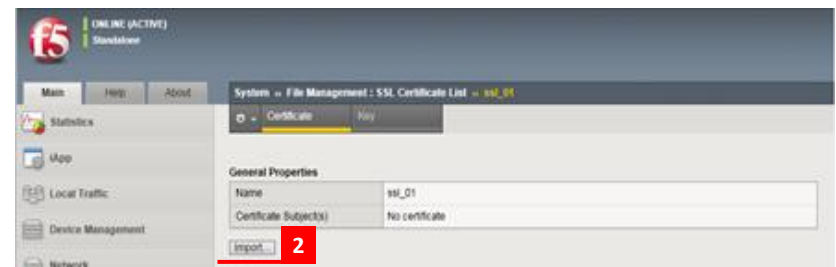 f5
ONLINE (ACTIVE)
Standalone
Main Help About
System ›› File Management : SSL Certificate List ›› ssl_01
Statistics
Certificate Key
iApp
General Properties
Local Traffic
Name ssl_01
Certificate Subject(s) No certificate
Device Management
Import... 2
Network